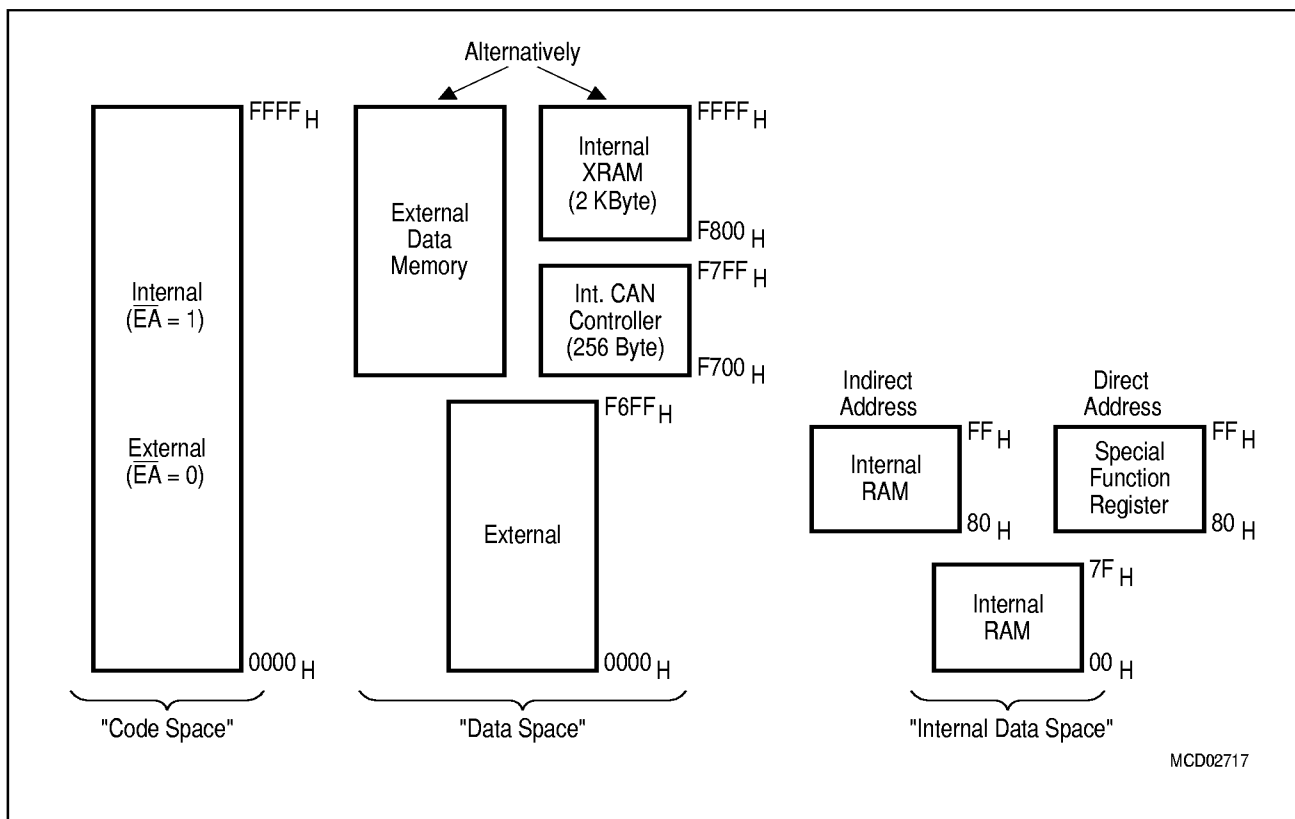 Alternatively
FFFF H
Internal
(EA = 1)
External
(EA = 0)
0000 H
"Code Space"
External
Data
Memory
Internal
XRAM
(2 KByte)
FFFF H
F800 H
Int. CAN
Controller
(256 Byte)
F7FF H
F700 H
External
F6FF H
0000 H
"Data Space"
Indirect
Address
Internal
RAM
FF H
80 H
Direct
Address
Special
Function
Register
FF H
80 H
Internal
RAM
7F H
00 H
"Internal Data Space"
MCD02717